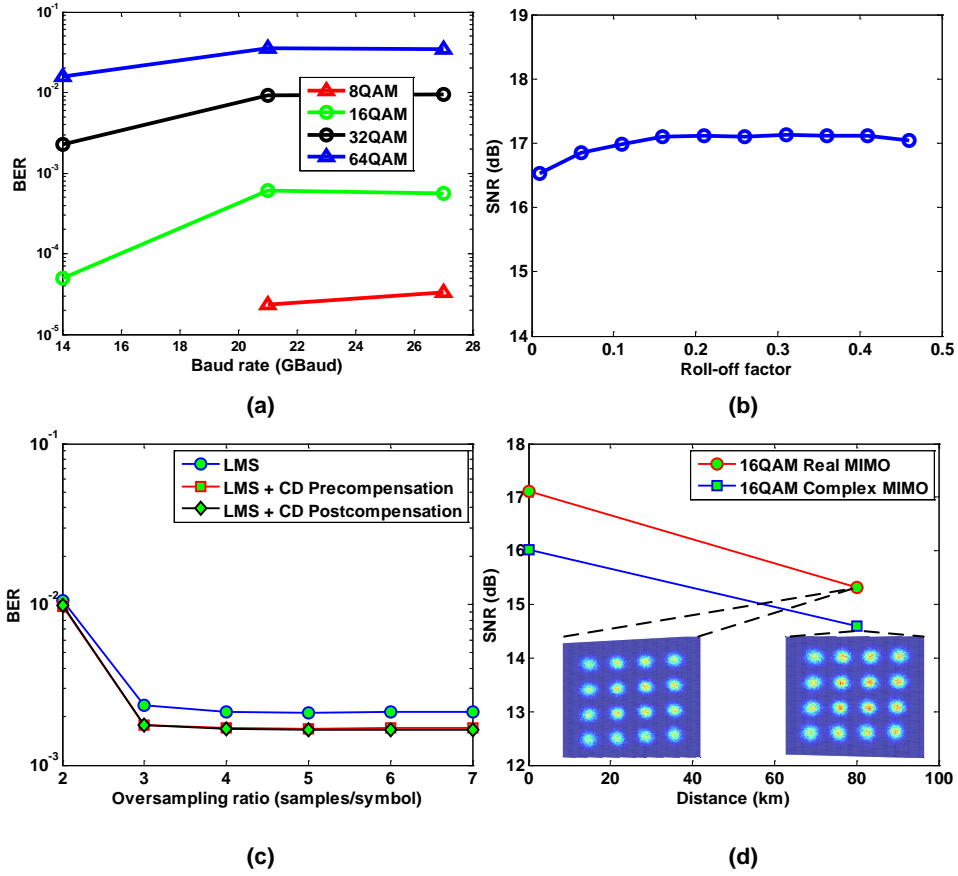 10^-1
10^-2
10^-3
10^-4
10^-5
BER
8QAM
16QAM
32QAM
64QAM
14 16 18 20 22 24 26 28
Baud rate (GBaud)
(a)
19
18
17
16
15
14
SNR (dB)
0 0.1 0.2 0.3 0.4 0.5
Roll-off factor
(b)
10^-1
10^-2
10^-3
BER
LMS
LMS + CD Precompensation
LMS + CD Postcompensation
2 3 4 5 6 7
Oversampling ratio (samples/symbol)
(c)
18
17
16
15
14
13
12
SNR (dB)
16QAM Real MIMO
16QAM Complex MIMO
0 20 40 60 80 100
Distance (km)
(d)